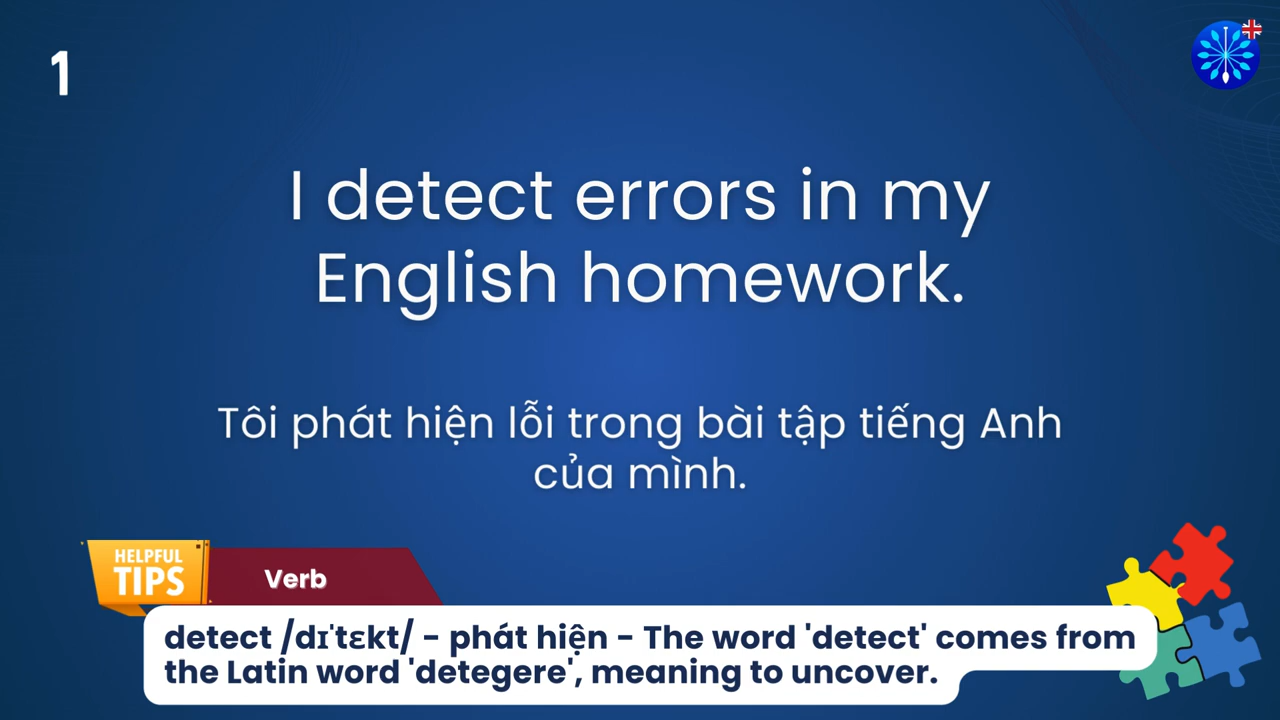 1
I detect errors in my
English homework.
Tôi phát hiện lỗi trong bài tập tiếng Anh
của mình.
HELPFUL
TIPS
Verb
detect /dɪˈtɛkt/ – phát hiện – The word 'detect' comes from
the Latin word 'detegere', meaning to uncover.